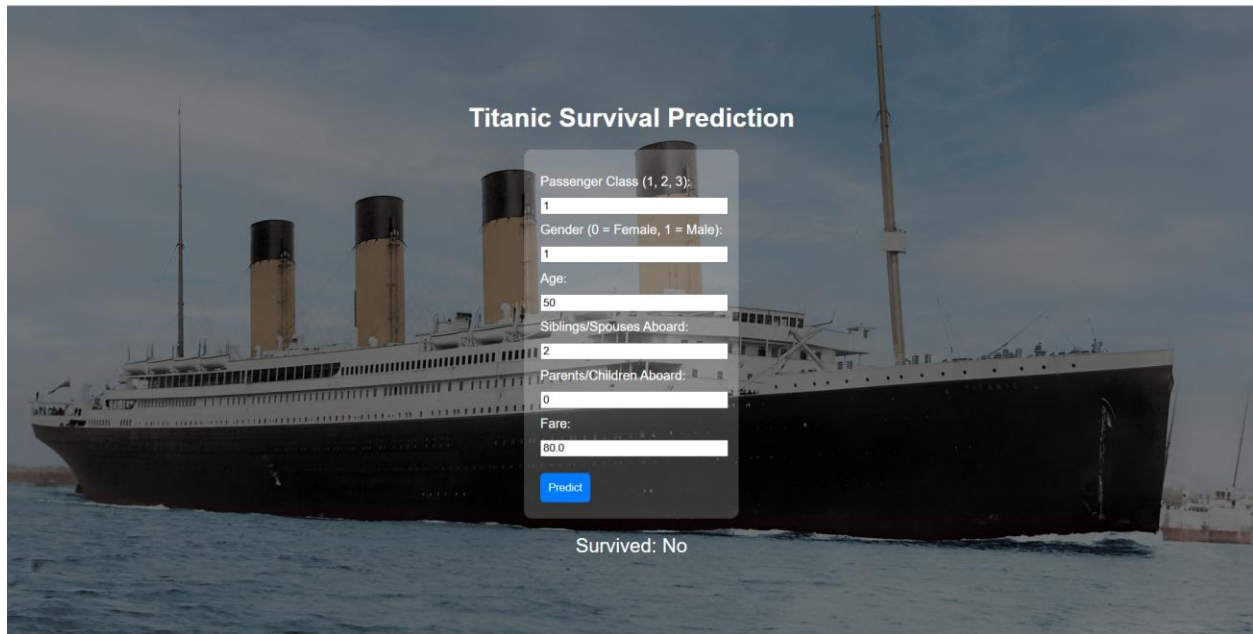 Titanic Survival Prediction
Passenger Class (1, 2, 3):
1
Gender (0 = Female, 1 = Male):
1
Age:
50
Siblings/Spouses Aboard:
2
Parents/Children Aboard:
0
Fare:
80.0
Predict
Survived: No
TITANIC